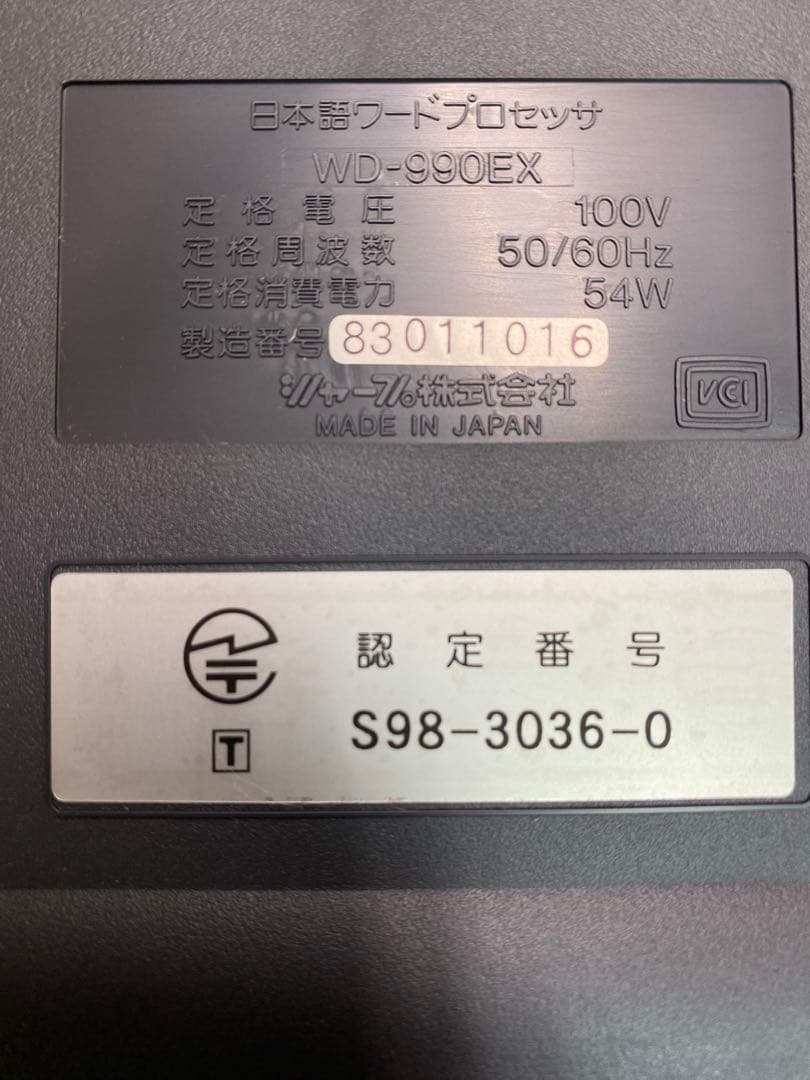 日本語ワードプロセッサ
WD-990EX
定格電圧 100V
定格周波数 50/60Hz
定格消費電力 54W
製造番号 83011016
シャープ株式会社
MADE IN JAPAN
VCI
認定番号
T S98-3036-0